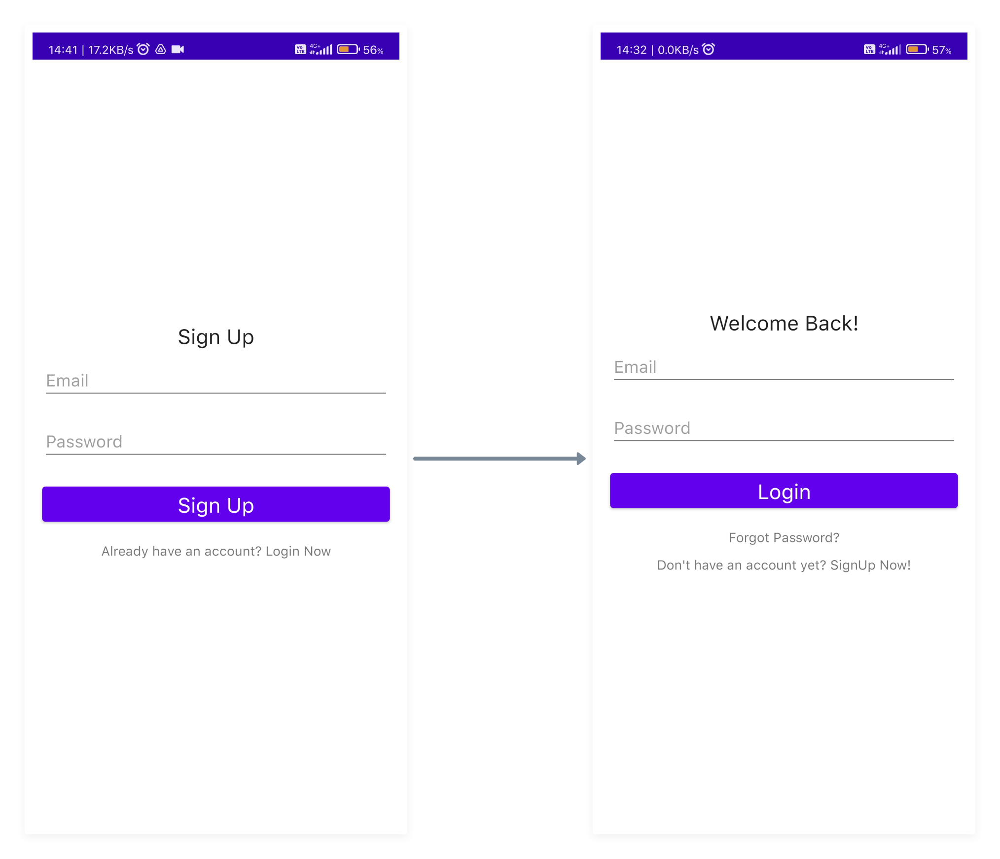 14:41 | 17.2KB/s Vo LTE 4G+ 56%
Sign Up
Email
Password
Sign Up
Already have an account? Login Now
14:32 | 0.0KB/s Vo LTE 4G+ 57%
Welcome Back!
Email
Password
Login
Forgot Password?
Don't have an account yet? SignUp Now!